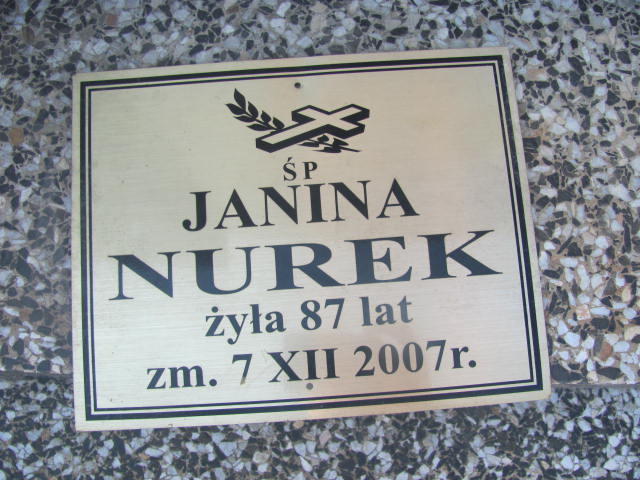 ŚP
JANINA
NUREK
żyła 87 lat
zm. 7 XII 2007r.